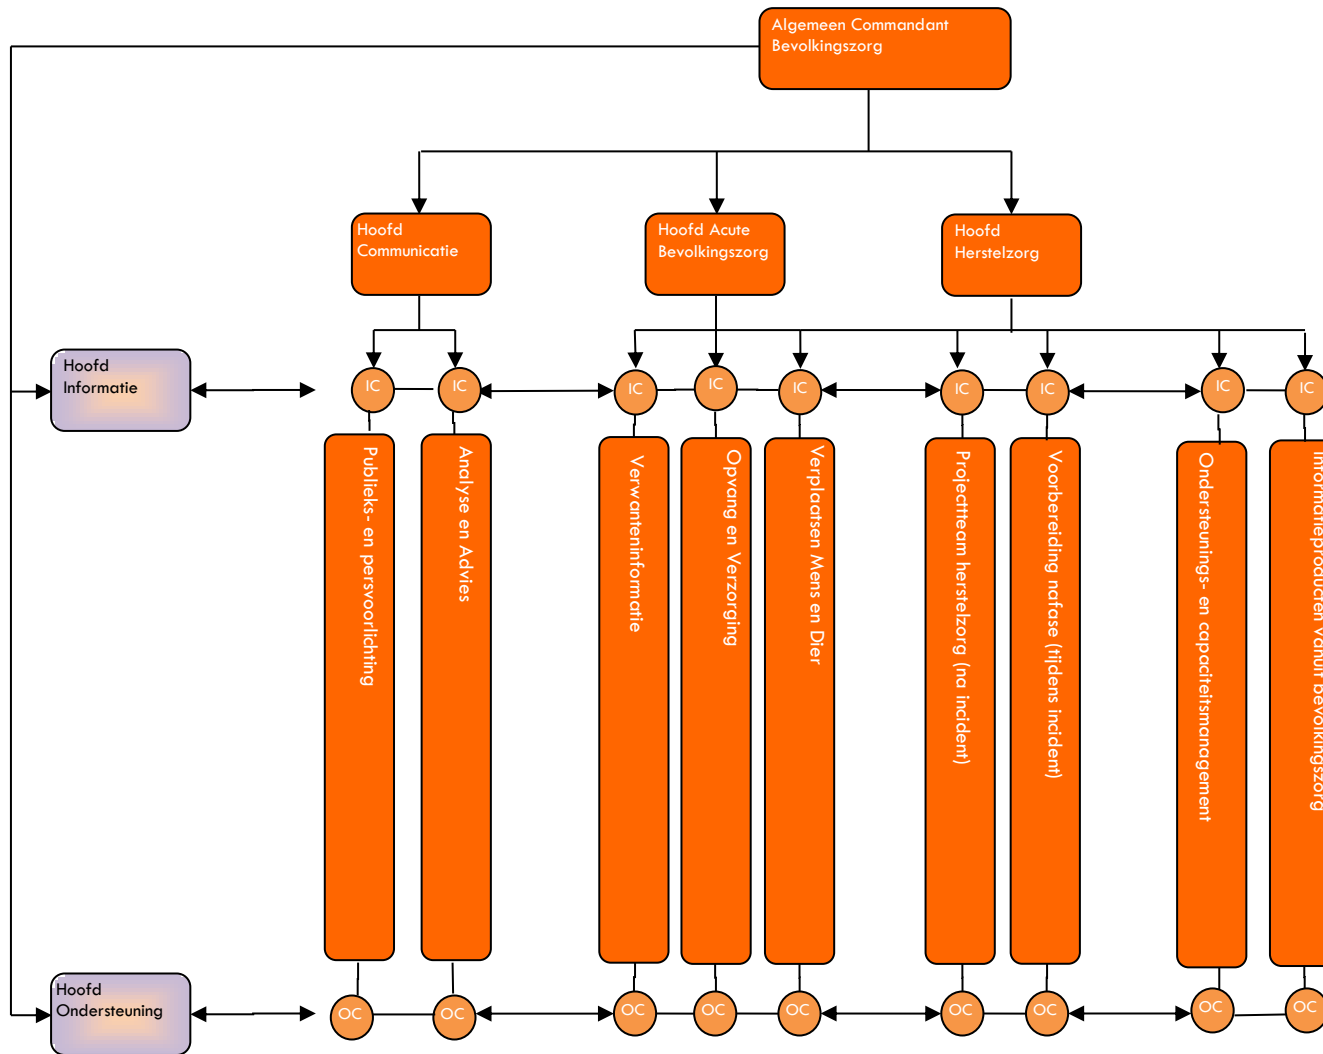 Algemeen Commandant
Bevolkingszorg
Hoofd
Communicatie
Hoofd Acute
Bevolkingszorg
Hoofd
Herstelzorg
Hoofd
Informatie
IC
IC
IC
IC
IC
IC
IC
IC
IC
Publieks- en persvoorlichting
Analyse en Advies
Verwanteninformatie
Opvang en Verzorging
Verplaatsen Mens en Dier
Projectteam herstelzorg (na incident)
Voorbereiding nafase (tijdens incident)
Ondersteunings- en capaciteitsmanagement
Informatieproducten vanuit bevolkingszorg
Hoofd
Ondersteuning
OC
OC
OC
OC
OC
OC
OC
OC
OC